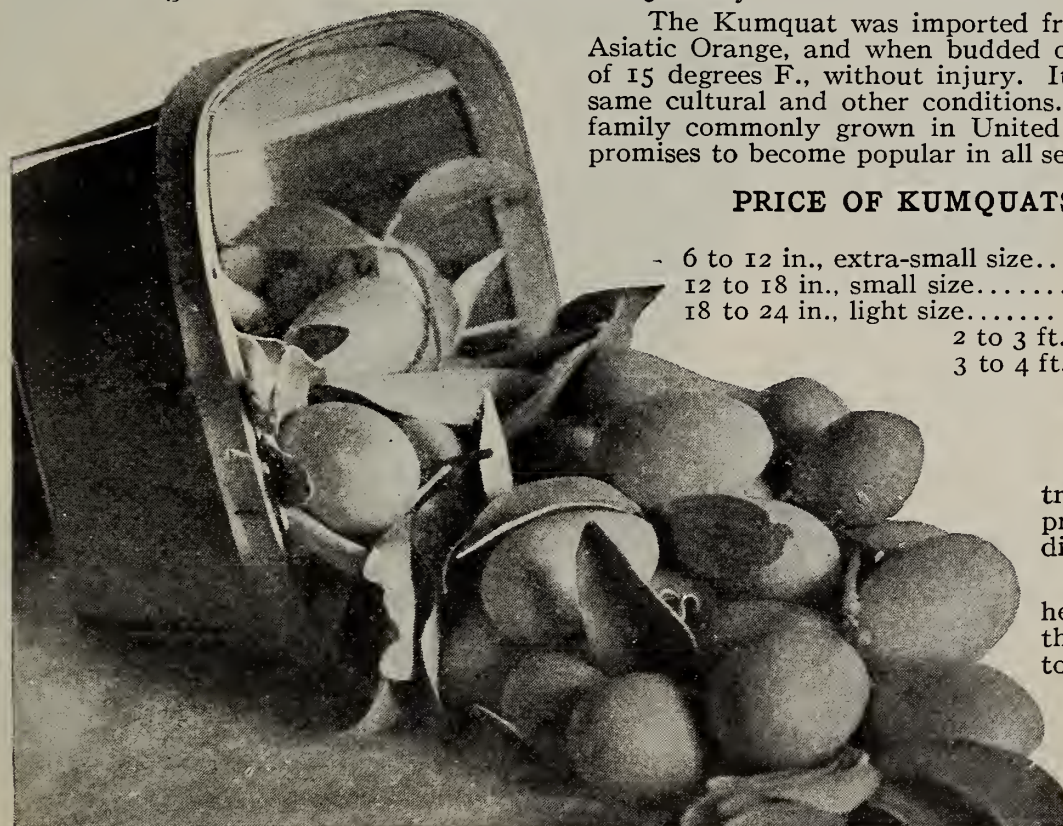 The Kumquat was imported fr
Asiatic Orange, and when budded
of 15 degrees F., without injury.
same cultural and other conditions.
family commonly grown in United
promises to become popular in all se
PRICE OF KUMQUATS
6 to 12 in., extra-small size..
12 to 18 in., small size.......
18 to 24 in., light size.......
2 to 3 ft.
3 to 4 ft.
tr
pr
di
he
th
to